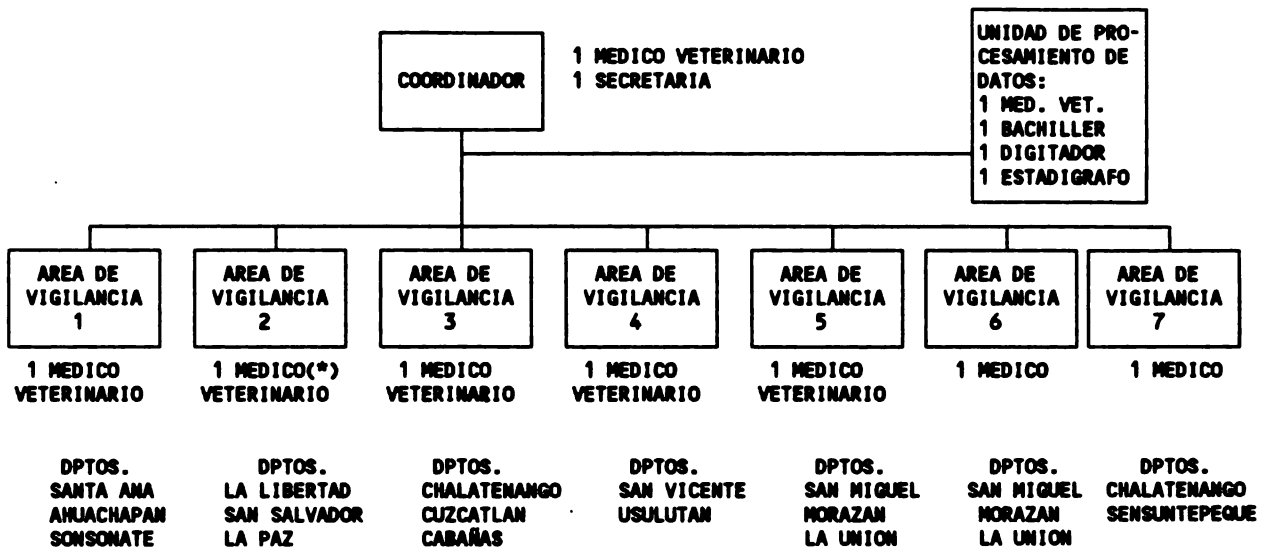 COORDINADOR
1 MEDICO VETERINARIO
1 SECRETARIA
UNIDAD DE PRO-
CESAMIENTO DE
DATOS:
1 MED. VET.
1 BACHILLER
1 DIGITADOR
1 ESTADIGRAFO
AREA DE
VIGILANCIA
1
AREA DE
VIGILANCIA
2
AREA DE
VIGILANCIA
3
AREA DE
VIGILANCIA
4
AREA DE
VIGILANCIA
5
AREA DE
VIGILANCIA
6
AREA DE
VIGILANCIA
7
1 MEDICO
VETERINARIO
1 MEDICO(*)
VETERINARIO
1 MEDICO
VETERINARIO
1 MEDICO
VETERINARIO
1 MEDICO
VETERINARIO
1 MEDICO
1 MEDICO
DPTOS.
SANTA ANA
AHUACHAPAN
SONSONATE
DPTOS.
LA LIBERTAD
SAN SALVADOR
LA PAZ
DPTOS.
CHALATENANGO
CUZCATLAN
CABAÑAS
DPTOS.
SAN VICENTE
USULUTAN
DPTOS.
SAN MIGUEL
MORAZAN
LA UNION
DPTOS.
SAN MIGUEL
MORAZAN
LA UNION
DPTOS.
CHALATENANGO
SENSUNTEPEQUE